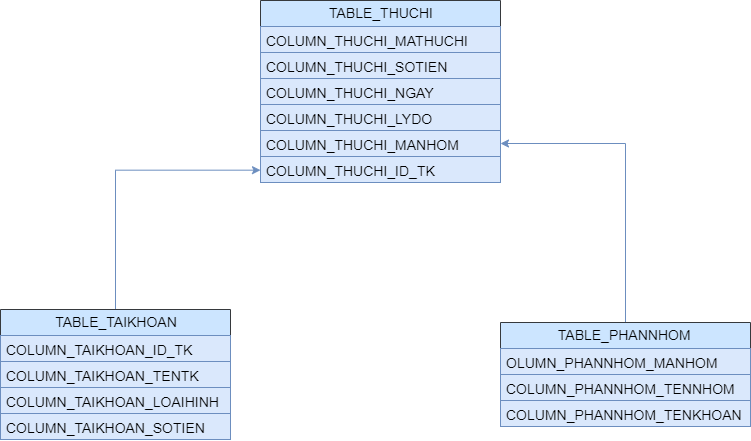 TABLE_THUCHI
COLUMN_THUCHI_MATHUCHI
COLUMN_THUCHI_SOTIEN
COLUMN_THUCHI_NGAY
COLUMN_THUCHI_LYDO
COLUMN_THUCHI_MANHOM
COLUMN_THUCHI_ID_TK
TABLE_TAIKHOAN
COLUMN_TAIKHOAN_ID_TK
COLUMN_TAIKHOAN_TENTK
COLUMN_TAIKHOAN_LOAIHINH
COLUMN_TAIKHOAN_SOTIEN
TABLE_PHANNHOM
OLUMN_PHANNHOM_MANHOM
COLUMN_PHANNHOM_TENNHOM
COLUMN_PHANNHOM_TENKHOAN